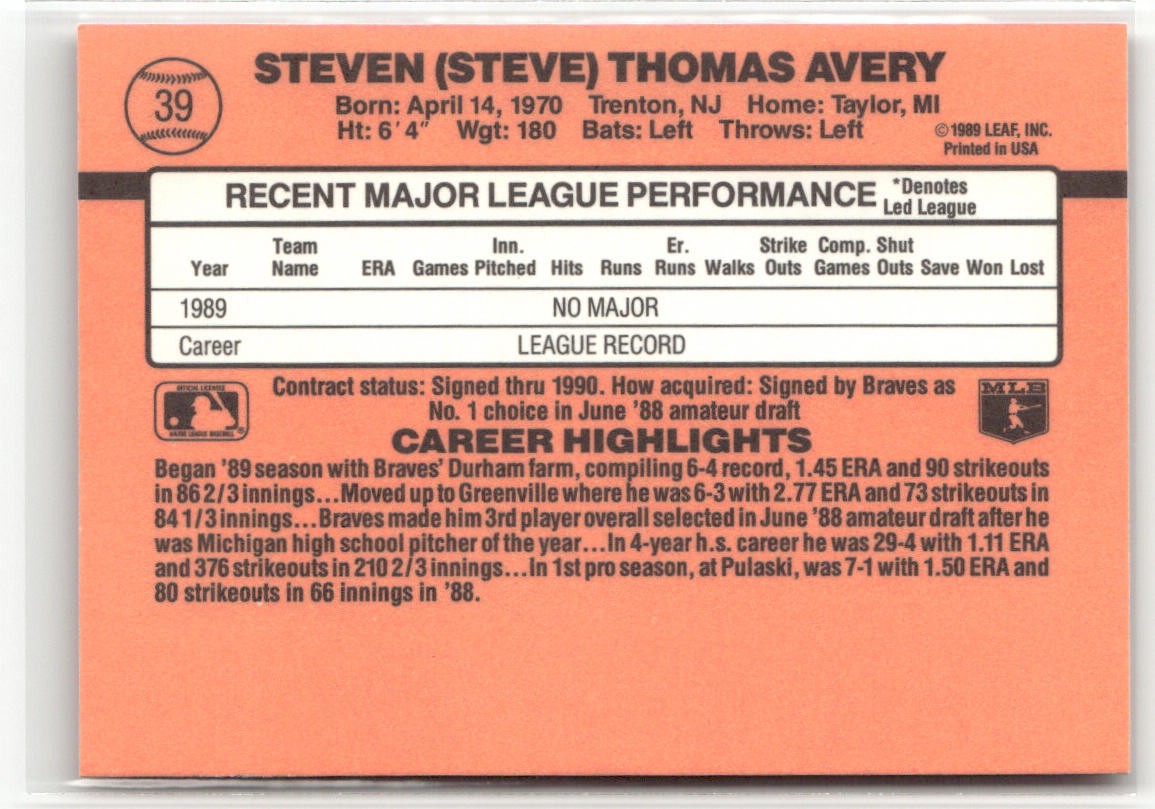 STEVEN (STEVE) THOMAS AVERY
39
Born: April 14, 1970 Trenton, NJ Home: Taylor, MI
Ht: 6'4" Wgt: 180 Bats: Left Throws: Left
©1989 LEAF, INC.
Printed in USA
RECENT MAJOR LEAGUE PERFORMANCE *Denotes
Led League
Team Inn. Er. Strike Comp. Shut
Year Name ERA Games Pitched Hits Runs Runs Walks Outs Games Outs Save Won Lost
1989 NO MAJOR
Career LEAGUE RECORD
OFFICIAL LICENSEE
MAJOR LEAGUE BASEBALL
®
Contract status: Signed thru 1990. How acquired: Signed by Braves as
No. 1 choice in June '88 amateur draft
MLB
CAREER HIGHLIGHTS
Began '89 season with Braves' Durham farm, compiling 6-4 record, 1.45 ERA and 90 strikeouts
in 86 2/3 innings...Moved up to Greenville where he was 6-3 with 2.77 ERA and 73 strikeouts in
84 1/3 innings...Braves made him 3rd player overall selected in June '88 amateur draft after he
was Michigan high school pitcher of the year...In 4-year h.s. career he was 29-4 with 1.11 ERA
and 376 strikeouts in 210 2/3 innings...In 1st pro season, at Pulaski, was 7-1 with 1.50 ERA and
80 strikeouts in 66 innings in '88.